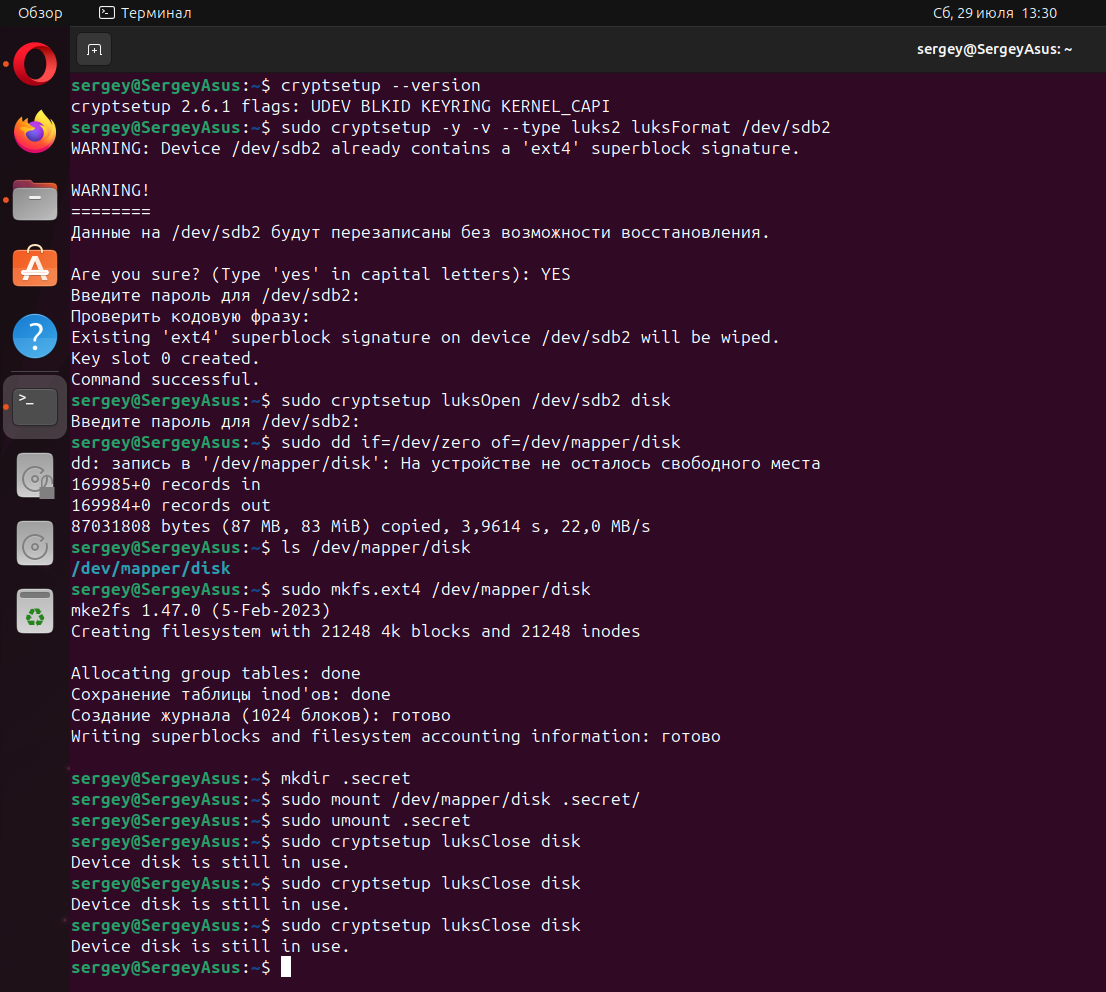 Обзор
Терминал
Сб, 29 июля 13:30
sergey@SergeyAsus: ~
sergey@SergeyAsus:~$ cryptsetup --version
cryptsetup 2.6.1 flags: UDEV BLKID KEYRING KERNEL_CAPI
sergey@SergeyAsus:~$ sudo cryptsetup -y -v --type luks2 luksFormat /dev/sdb2
WARNING: Device /dev/sdb2 already contains a 'ext4' superblock signature.
WARNING!
========
Данные на /dev/sdb2 будут перезаписаны без возможности восстановления.
Are you sure? (Type 'yes' in capital letters): YES
Введите пароль для /dev/sdb2:
Проверить кодовую фразу:
Existing 'ext4' superblock signature on device /dev/sdb2 will be wiped.
Key slot 0 created.
Command successful.
sergey@SergeyAsus:~$ sudo cryptsetup luksOpen /dev/sdb2 disk
Введите пароль для /dev/sdb2:
sergey@SergeyAsus:~$ sudo dd if=/dev/zero of=/dev/mapper/disk
dd: запись в '/dev/mapper/disk': На устройстве не осталось свободного места
169985+0 records in
169984+0 records out
87031808 bytes (87 MB, 83 MiB) copied, 3,9614 s, 22,0 MB/s
sergey@SergeyAsus:~$ ls /dev/mapper/disk
/dev/mapper/disk
sergey@SergeyAsus:~$ sudo mkfs.ext4 /dev/mapper/disk
mke2fs 1.47.0 (5-Feb-2023)
Creating filesystem with 21248 4k blocks and 21248 inodes
Allocating group tables: done
Сохранение таблицы inod'ов: done
Создание журнала (1024 блоков): готово
Writing superblocks and filesystem accounting information: готово
sergey@SergeyAsus:~$ mkdir .secret
sergey@SergeyAsus:~$ sudo mount /dev/mapper/disk .secret/
sergey@SergeyAsus:~$ sudo umount .secret
sergey@SergeyAsus:~$ sudo cryptsetup luksClose disk
Device disk is still in use.
sergey@SergeyAsus:~$ sudo cryptsetup luksClose disk
Device disk is still in use.
sergey@SergeyAsus:~$ sudo cryptsetup luksClose disk
Device disk is still in use.
sergey@SergeyAsus:~$